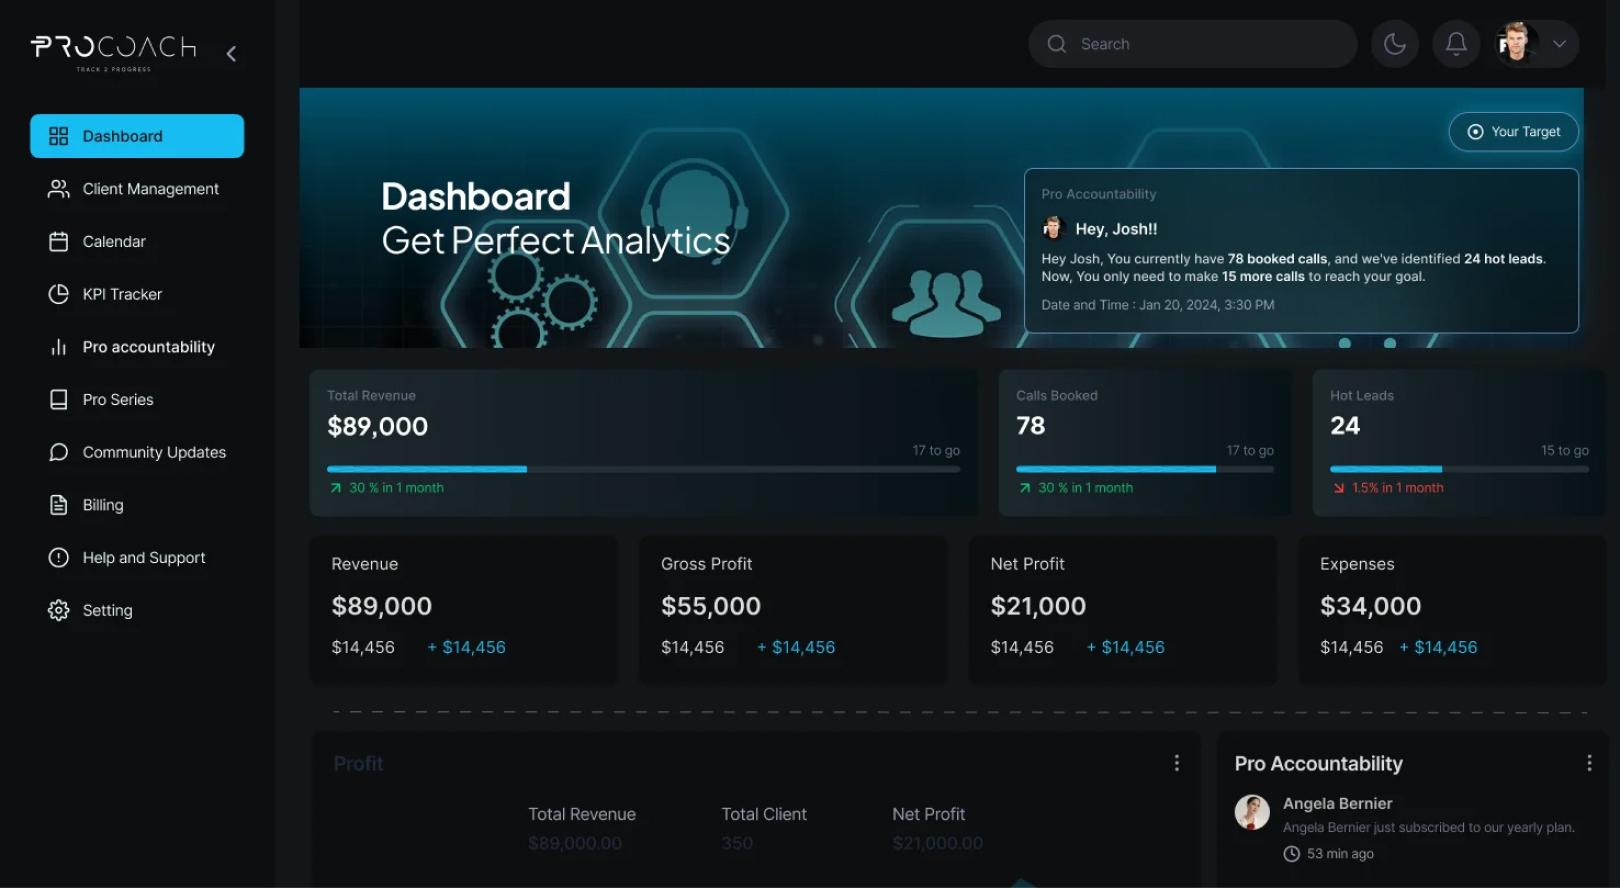 PROCOACH
TRACK 2 PROGRESS
Dashboard
Client Management
Calendar
KPI Tracker
Pro accountability
Pro Series
Community Updates
Billing
Help and Support
Setting
Search
Your Target
Dashboard
Get Perfect Analytics
Pro Accountability
Hey, Josh!!
Hey Josh, You currently have 78 booked calls, and we've identified 24 hot leads.
Now, You only need to make 15 more calls to reach your goal.
Date and Time : Jan 20, 2024, 3:30 PM
Total Revenue
$89,000
17 to go
30 % in 1 month
Calls Booked
78
17 to go
30 % in 1 month
Hot Leads
24
15 to go
1.5% in 1 month
Revenue
$89,000
$14,456 + $14,456
Gross Profit
$55,000
$14,456 + $14,456
Net Profit
$21,000
$14,456 + $14,456
Expenses
$34,000
$14,456 + $14,456
Profit
Total Revenue
$89,000.00
Total Client
350
Net Profit
$21,000.00
Pro Accountability
Angela Bernier
Angela Bernier just subscribed to our yearly plan.
53 min ago